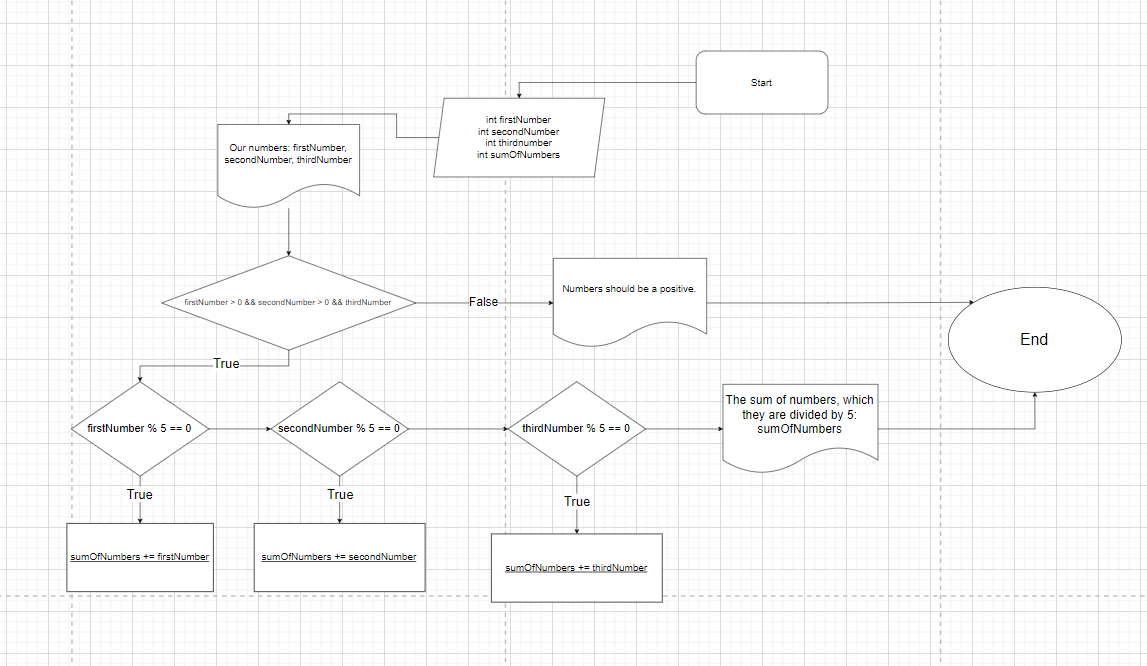 Start
int firstNumber
int secondNumber
int thirdnumber
int sumOfNumbers
Our numbers: firstNumber,
secondNumber, thirdNumber
firstNumber > 0 && secondNumber > 0 && thirdNumber
False
Numbers should be a positive.
End
True
firstNumber % 5 == 0
secondNumber % 5 == 0
thirdNumber % 5 == 0
The sum of numbers, which
they are divided by 5:
sumOfNumbers
True
True
True
sumOfNumbers += firstNumber
sumOfNumbers += secondNumber
sumOfNumbers += thirdNumber